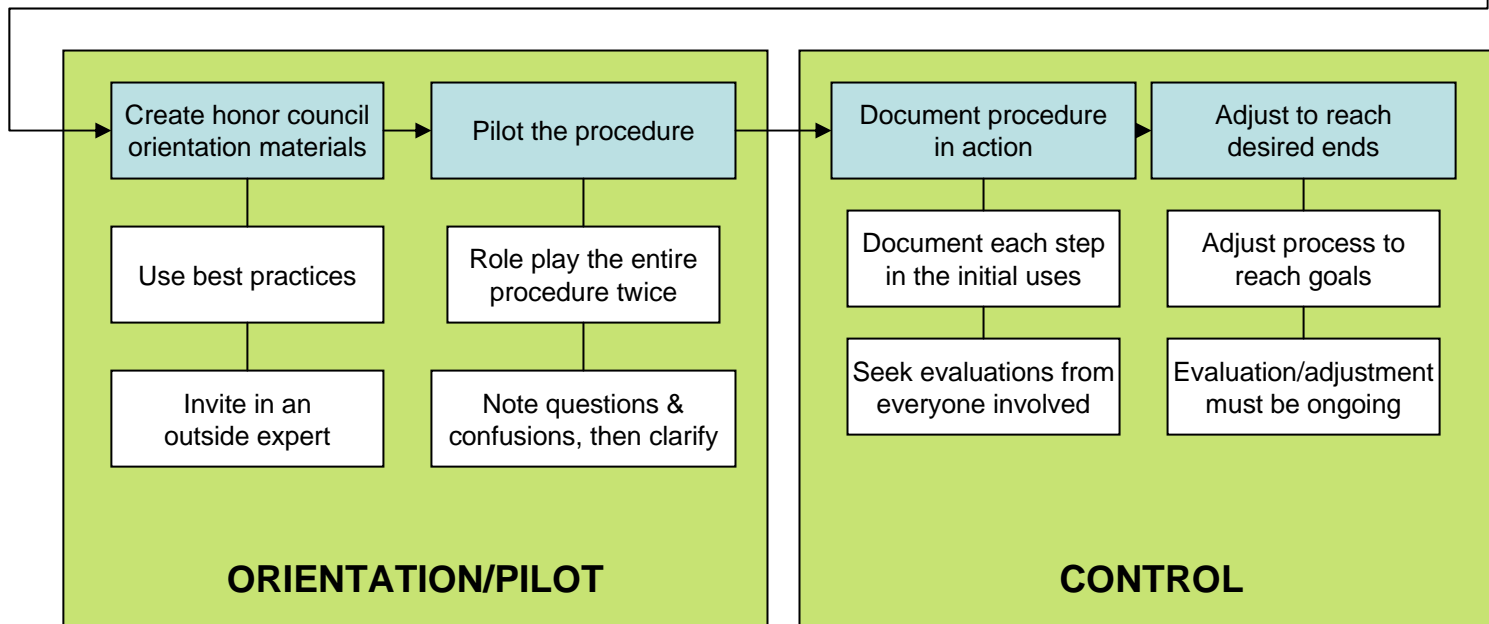 Create honor council
orientation materials
Pilot the procedure
Document procedure
in action
Adjust to reach
desired ends
Use best practices
Role play the entire
procedure twice
Document each step
in the initial uses
Adjust process to
reach goals
Invite in an
outside expert
Note questions &
confusions, then clarify
Seek evaluations from
everyone involved
Evaluation/adjustment
must be ongoing
ORIENTATION/PILOT
CONTROL